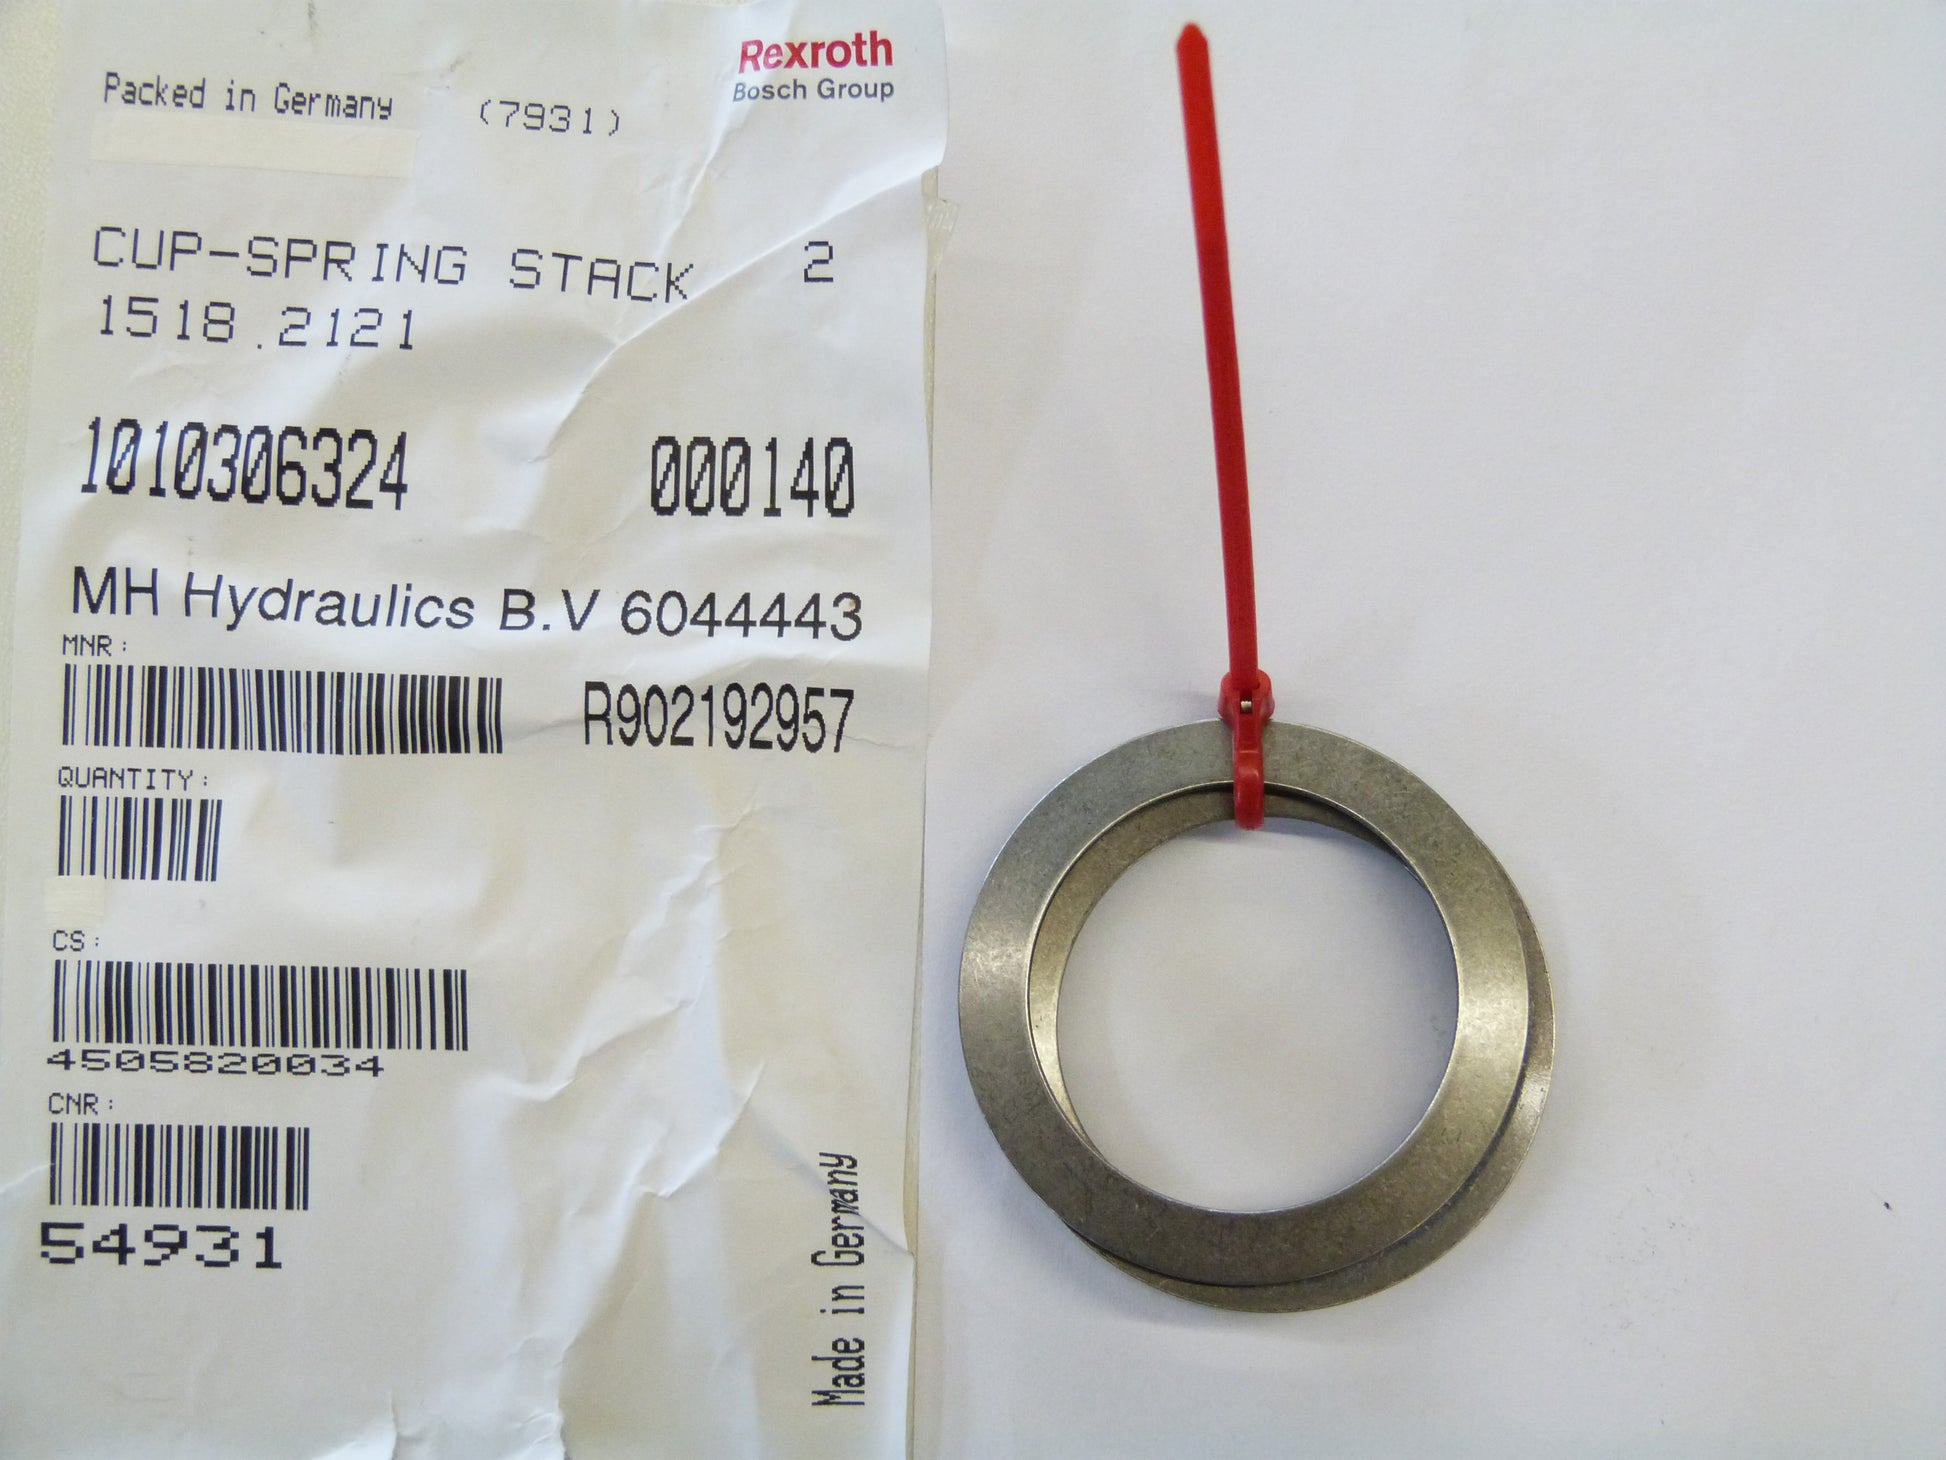 Rexroth
Bosch Group
Packed in Germany (7931)
CUP-SPRING STACK 2
1518.2121
1010306324 000140
MH Hydraulics B.V 6044443
MNR:
R902192957
QUANTITY:
CS:
4505820034
CNR:
54931
Made in Germany